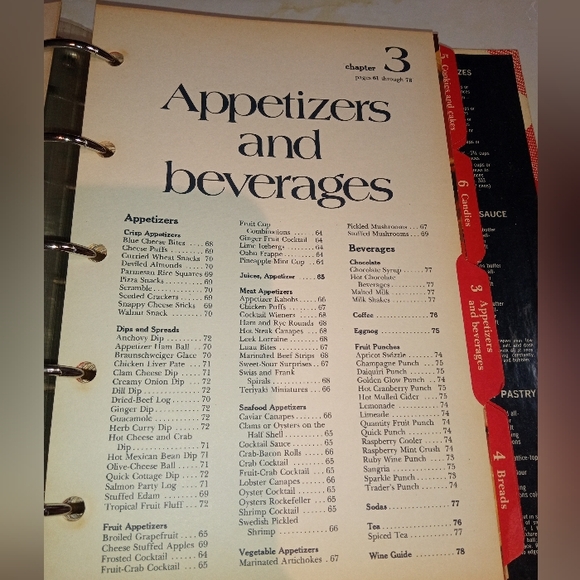 chapter 3
pages 61 through 78
Appetizers
and
beverages
Appetizers
Crisp Appetizers
Blue Cheese Bites . . . . 68
Cheese Puffs . . . . . . . 69
Curried Wheat Snacks 70
Deviled Almonds . . . . 70
Parmesan Rice Squares 69
Pizza Snacks . . . . . . . 69
Scramble . . . . . . . . . 70
Seeded Crackers . . . . 69
Snappy Cheese Sticks . 69
Walnut Snack . . . . . . 70
Dips and Spreads
Anchovy Dip . . . . . . . 72
Appetizer Ham Ball . . 70
Braunschweiger Glacé 70
Chicken Liver Pate . . . 71
Clam Cheese Dip . . . . 71
Creamy Onion Dip . . . 72
Dill Dip . . . . . . . . . . 72
Dried-Beef Log . . . . . 70
Ginger Dip . . . . . . . . 72
Guacamole . . . . . . . . 72
Herb Curry Dip . . . . . 72
Hot Cheese and Crab
Dip . . . . . . . . . . . . 71
Hot Mexican Bean Dip 71
Olive-Cheese Ball . . . . 71
Quick Cottage Dip . . . 72
Salmon Party Log . . . . 71
Stuffed Edam . . . . . . . 69
Tropical Fruit Fluff . . . 72
Fruit Appetizers
Broiled Grapefruit . . . . 65
Cheese Stuffed Apples 69
Frosted Cocktail . . . . . 64
Fruit-Crab Cocktail . . . 65
Fruit Cup
Combinations . . . . . 64
Ginger Fruit Cocktail . 64
Lime Icebergs . . . . . . 64
Ouho Frappe . . . . . . . 64
Pineapple Mint Cup . . 64
Juices, Appetizer . . . . 65
Meat Appetizers
Appetizer Kabobs . . . . 66
Chicken Puffs . . . . . . 67
Cocktail Wieners . . . . 68
Ham and Rye Rounds 68
Hot Steak Canapes . . . 68
Leek Lorraine . . . . . . 68
Luau Bites . . . . . . . . 67
Marinated Beef Strips 68
Sweet-Sour Surprises . . 67
Swiss and Frank
Spirals . . . . . . . . . . 68
Teriyaki Miniatures . . . 66
Seafood Appetizers
Caviar Canapes . . . . . 66
Clams or Oysters on the
Half Shell . . . . . . . . 65
Cocktail Sauce . . . . . . 65
Crab-Bacon Rolls . . . . 66
Crab Cocktail . . . . . . . 65
Fruit-Crab Cocktail . . . 65
Lobster Canapes . . . . . 66
Oyster Cocktail . . . . . . 65
Oysters Rockefeller . . . 65
Shrimp Cocktail . . . . . 65
Swedish Pickled
Shrimp . . . . . . . . . . 66
Vegetable Appetizers
Marinated Artichokes . 67
Pickled Mushrooms . . . 67
Stuffed Mushrooms . . . 69
Beverages
Chocolate
Chocolate Syrup . . . . . 77
Hot Chocolate
Beverages . . . . . . . . 77
Malted Milk . . . . . . . . 77
Milk Shakes . . . . . . . . 77
Coffee . . . . . . . . . . . . 76
Eggnog . . . . . . . . . . . 75
Fruit Punches
Apricot Swizzle . . . . . . 74
Champagne Punch . . . 75
Daiquiri Punch . . . . . . 75
Golden Glow Punch . . 74
Hot Cranberry Punch . 74
Hot Mulled Cider . . . . 75
Lemonade . . . . . . . . . 74
Limeade . . . . . . . . . . 74
Quantity Fruit Punch 74
Quick Punch . . . . . . . 74
Raspberry Cooler . . . . 74
Raspberry Mint Crush 74
Ruby Wine Punch . . . . 75
Sangria . . . . . . . . . . . 75
Sparkle Punch . . . . . . 75
Trader's Punch . . . . . . 74
Sodas . . . . . . . . . . . . 77
Tea . . . . . . . . . . . . . . 76
Spiced Tea . . . . . . . . . 77
Wine Guide . . . . . . . . 78
5 Cookies and cakes
6 Candies
3 Appetizers
and beverages
4 Breads
SAUCE
PASTRY